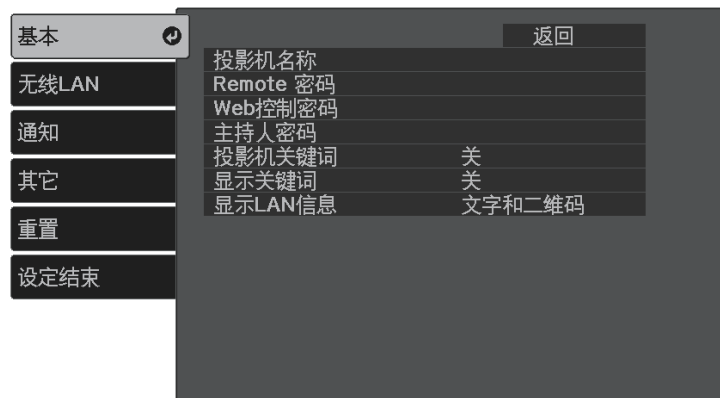 基本
无线LAN
通知
其它
重置
设定结束
返回
投影机名称
Remote 密码
Web控制密码
主持人密码
投影机关键词 关
显示关键词 关
显示LAN信息 文字和二维码